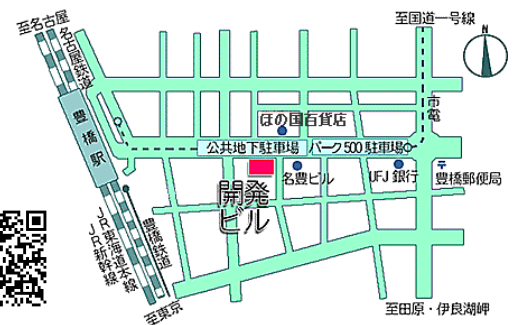 至名古屋
至国道一号線
N
名古屋鉄道
市電
ほの国百貨店
豊橋駅
公共地下駐車場
パーク500駐車場
開発
ビル
名豊ビル
UFJ銀行
豊橋郵便局
豊橋鉄道
JR東海道本線
JR新幹線
至東京
至田原・伊良湖岬